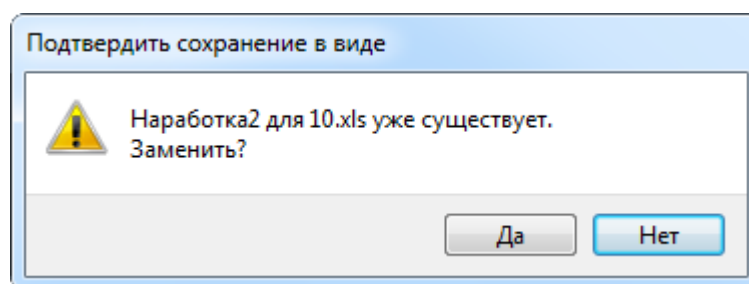 Подтвердить сохранение в виде
Наработка2 для 10.xls уже существует.
Заменить?
Да
Нет